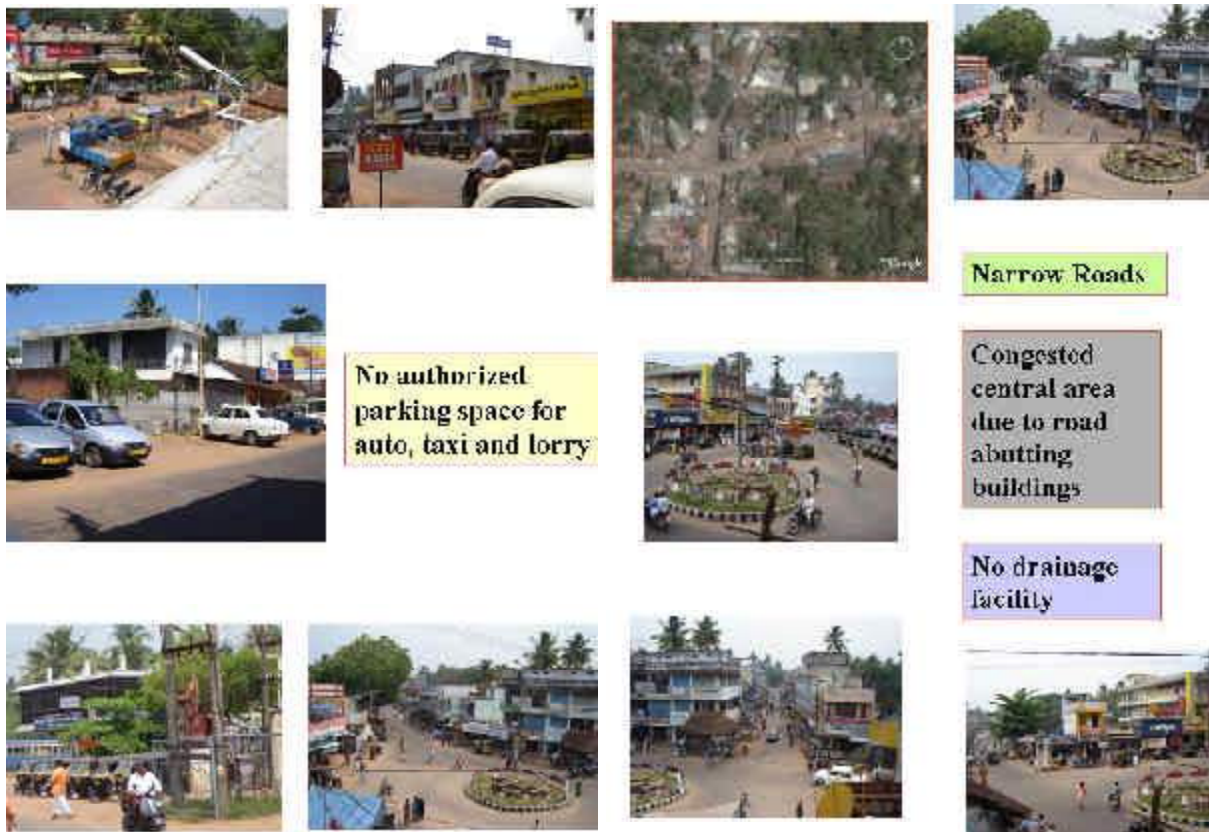 Google
Narrow Roads
No authorized
parking space for
auto, taxi and lorry
Congested
central area
due to road
abutting
buildings
No drainage
facility